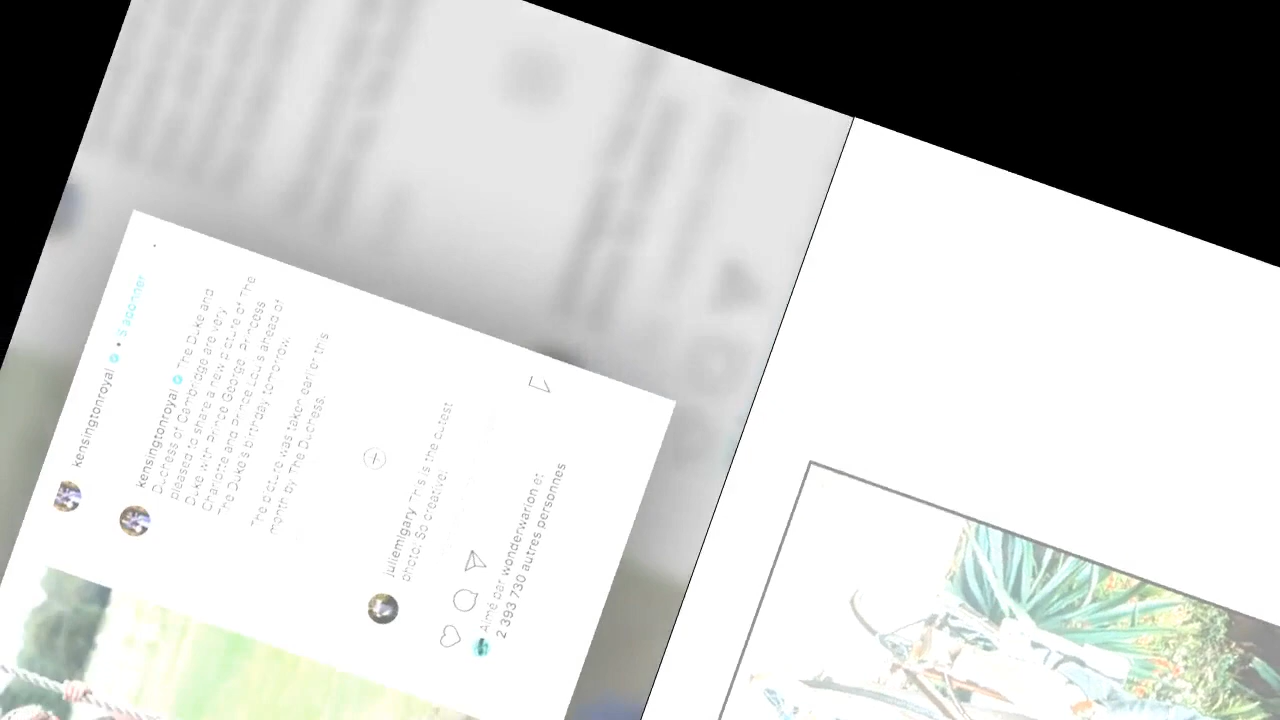 kensingtonroyal • S'abonner
kensingtonroyal The Duke and
Duchess of Cambridge are very
pleased to share a new picture of The
Duke with Prince George, Princess
Charlotte and Prince Louis ahead of
The Duke's birthday tomorrow.
The picture was taken earlier this
month by The Duchess.
juliemlgary This is the cutest
photo! So creative!
Aimé par wonderwarion et
2 393 730 autres personnes